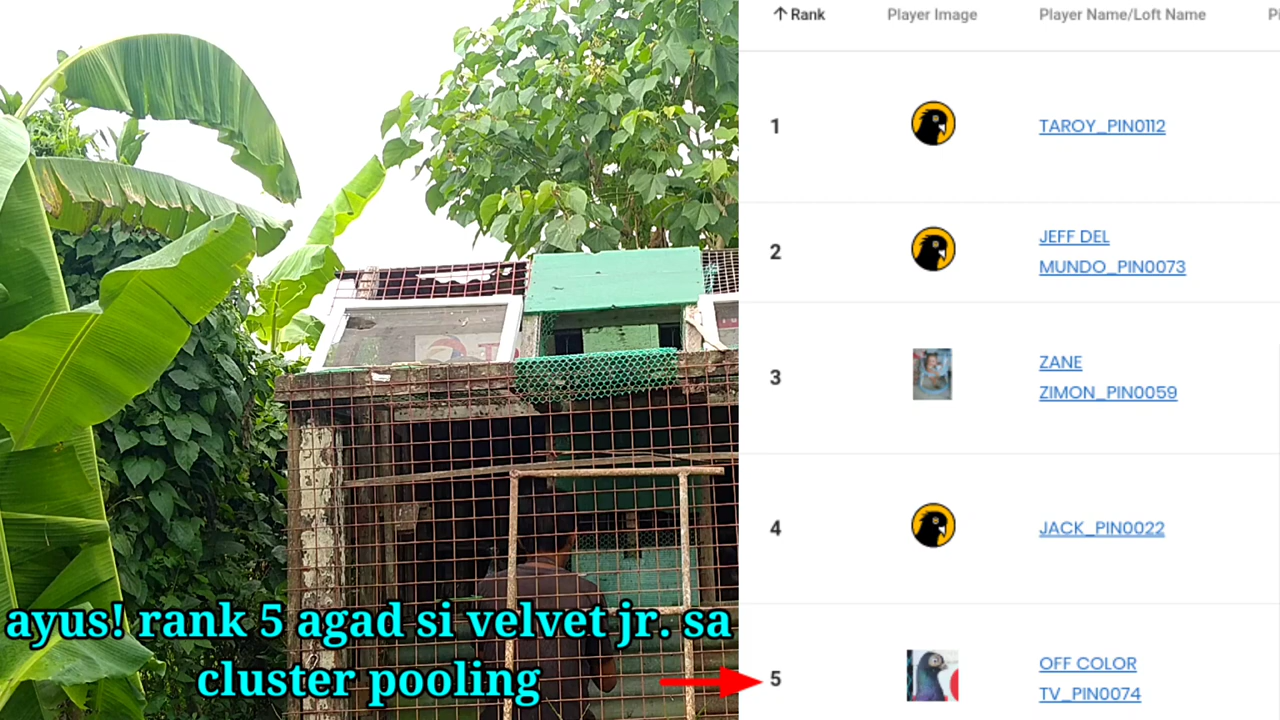 Rank Player Image Player Name/Loft Name
1 TAROY_PIN0112
2 JEFF DEL
MUNDO_PIN0073
3 ZANE
ZIMON_PIN0059
4 JACK_PIN0022
ayus! rank 5 agad si velvet jr. sa
cluster pooling
5 OFF COLOR
TV_PIN0074